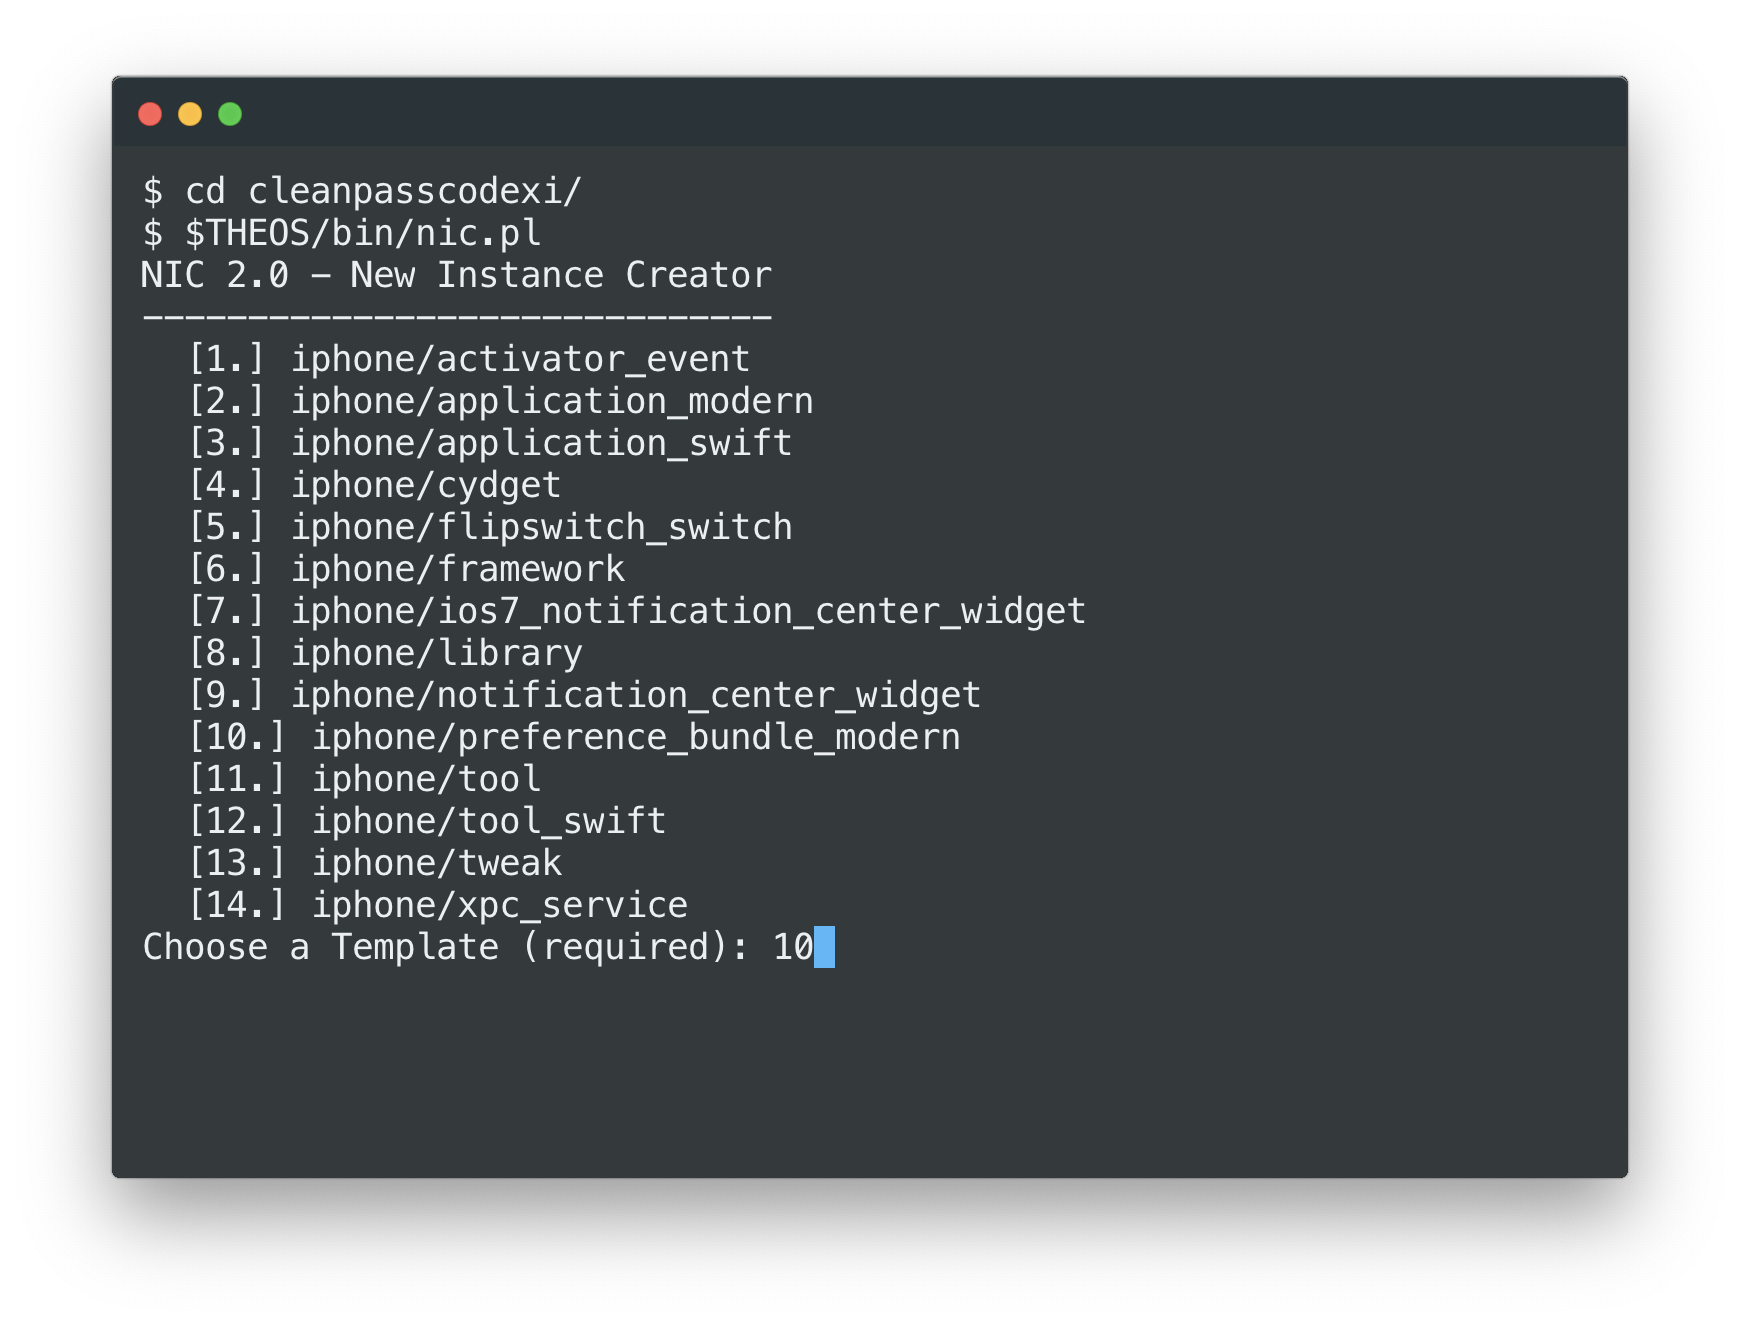 $ cd cleanpasscodexi/
$ $THEOS/bin/nic.pl
NIC 2.0 - New Instance Creator
------------------------------
[1.] iphone/activator_event
[2.] iphone/application_modern
[3.] iphone/application_swift
[4.] iphone/cydget
[5.] iphone/flipswitch_switch
[6.] iphone/framework
[7.] iphone/ios7_notification_center_widget
[8.] iphone/library
[9.] iphone/notification_center_widget
[10.] iphone/preference_bundle_modern
[11.] iphone/tool
[12.] iphone/tool_swift
[13.] iphone/tweak
[14.] iphone/xpc_service
Choose a Template (required): 10